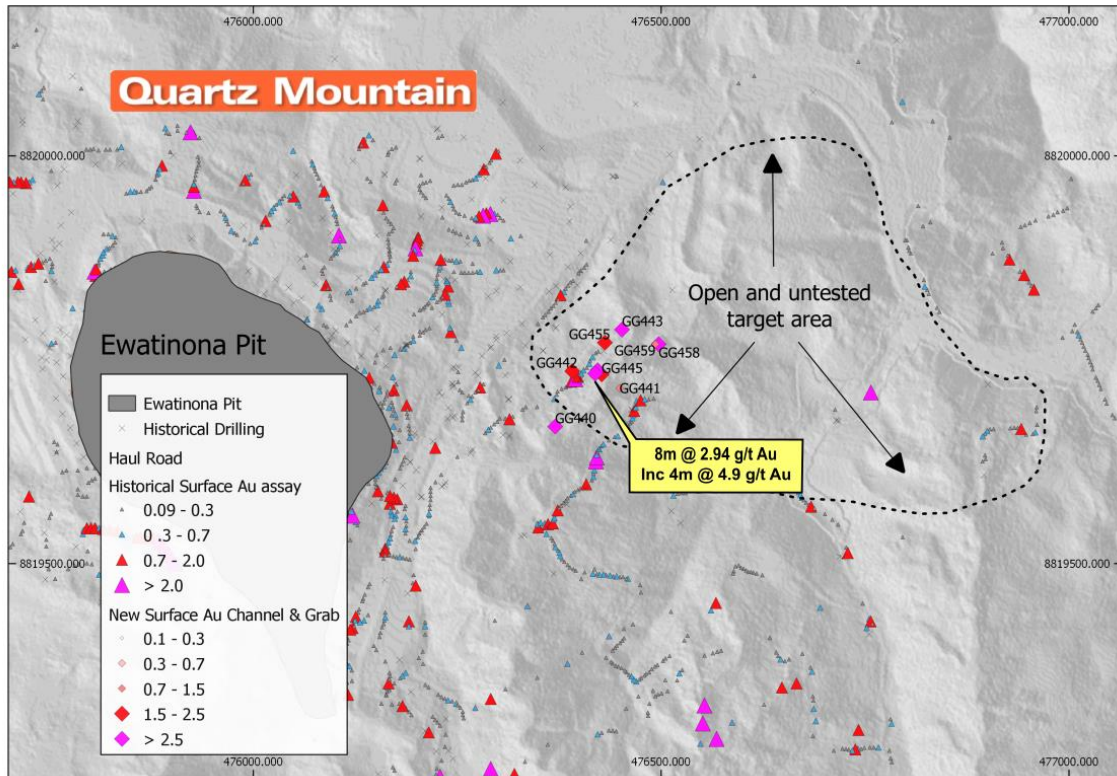 476000.000
476500.000
477000.000
Quartz Mountain
8820000.000
8820000.000
Open and untested
target area
GG443
GG455
GG459
GG458
GG442
GG445
GG441
GG440
Ewatinona Pit
8m @ 2.94 g/t Au
Inc 4m @ 4.9 g/t Au
Ewatinona Pit
Historical Drilling
Haul Road
Historical Surface Au assay
0.09 - 0.3
0.3 - 0.7
0.7 - 2.0
> 2.0
New Surface Au Channel & Grab
0.1 - 0.3
0.3 - 0.7
0.7 - 1.5
1.5 - 2.5
> 2.5
8819500.000
8819500.000
476000.000
476500.000
477000.000